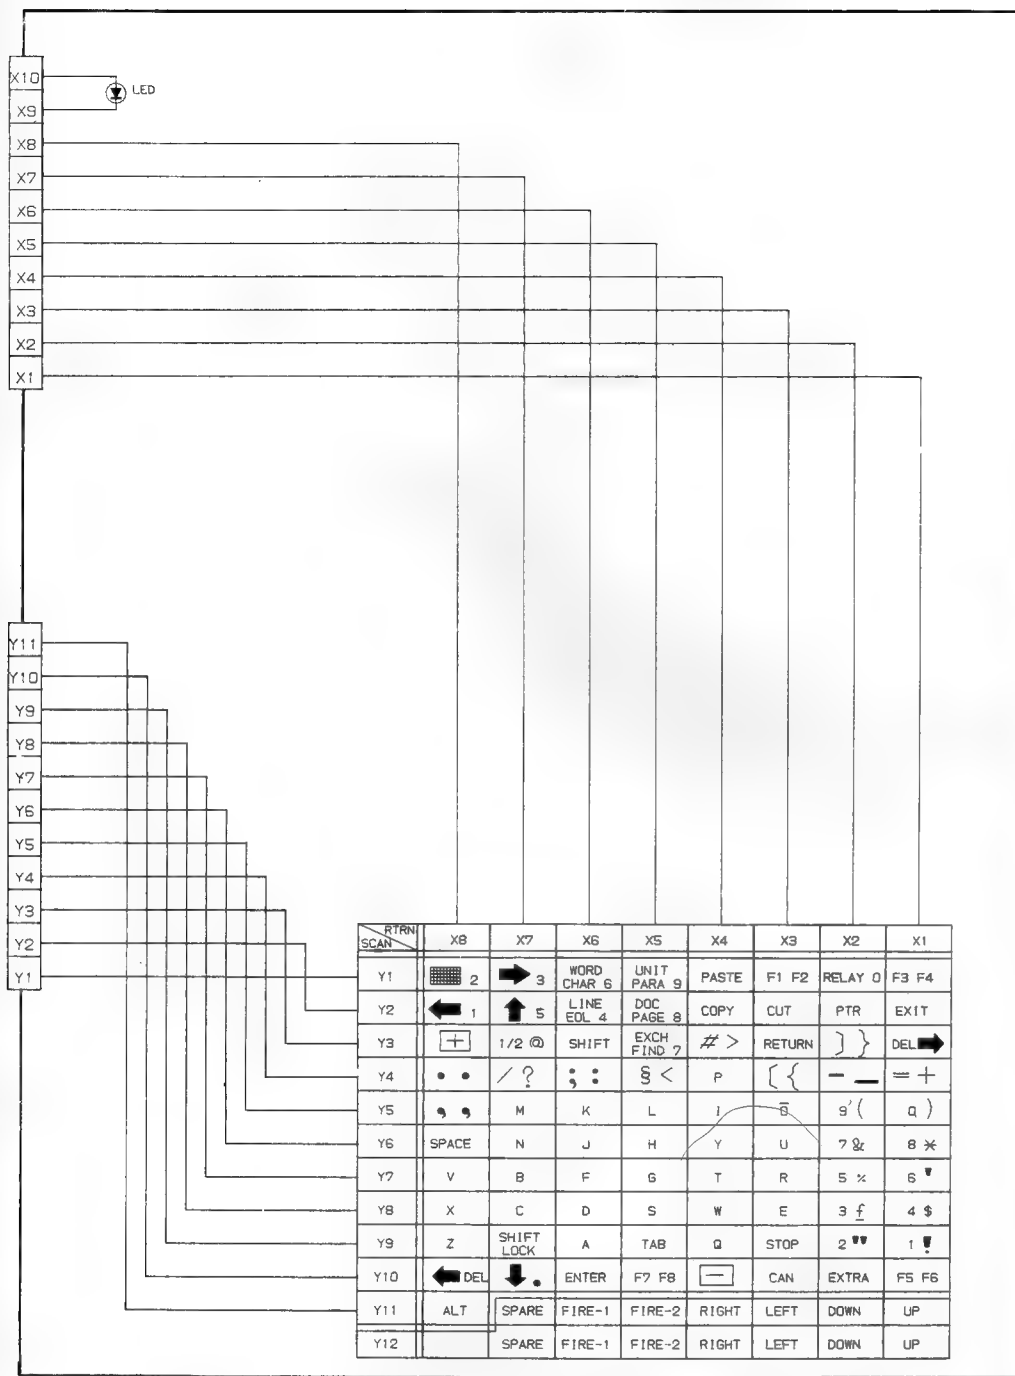 X10
LED
X9
X8
X7
X6
X5
X4
X3
X2
X1
Y11
Y10
Y9
Y8
Y7
Y6
Y5
Y4
Y3
Y2
Y1
RTRN
SCAN X8 X7 X6 X5 X4 X3 X2 X1
Y1 2 3 WORD CHAR 6 UNIT PARA 9 PASTE F1 F2 RELAY 0 F3 F4
Y2 1 5 LINE EOL 4 DOC PAGE 8 COPY CUT PTR EXIT
Y3 + 1/2 @ SHIFT EXCH FIND 7 # > RETURN ] } DEL
Y4 • • / ? ; : § < P [ { - _ = +
Y5 , , M K L I O 9 ( 0 )
Y6 SPACE N J H Y U 7 & 8 *
Y7 V B F G T R 5 % 6 '
Y8 X C D S W E 3 £ 4 $
Y9 Z SHIFT LOCK A TAB Q STOP 2 " 1 !
Y10 DEL . ENTER F7 F8 - CAN EXTRA F5 F6
Y11 ALT SPARE FIRE-1 FIRE-2 RIGHT LEFT DOWN UP
Y12 SPARE FIRE-1 FIRE-2 RIGHT LEFT DOWN UP